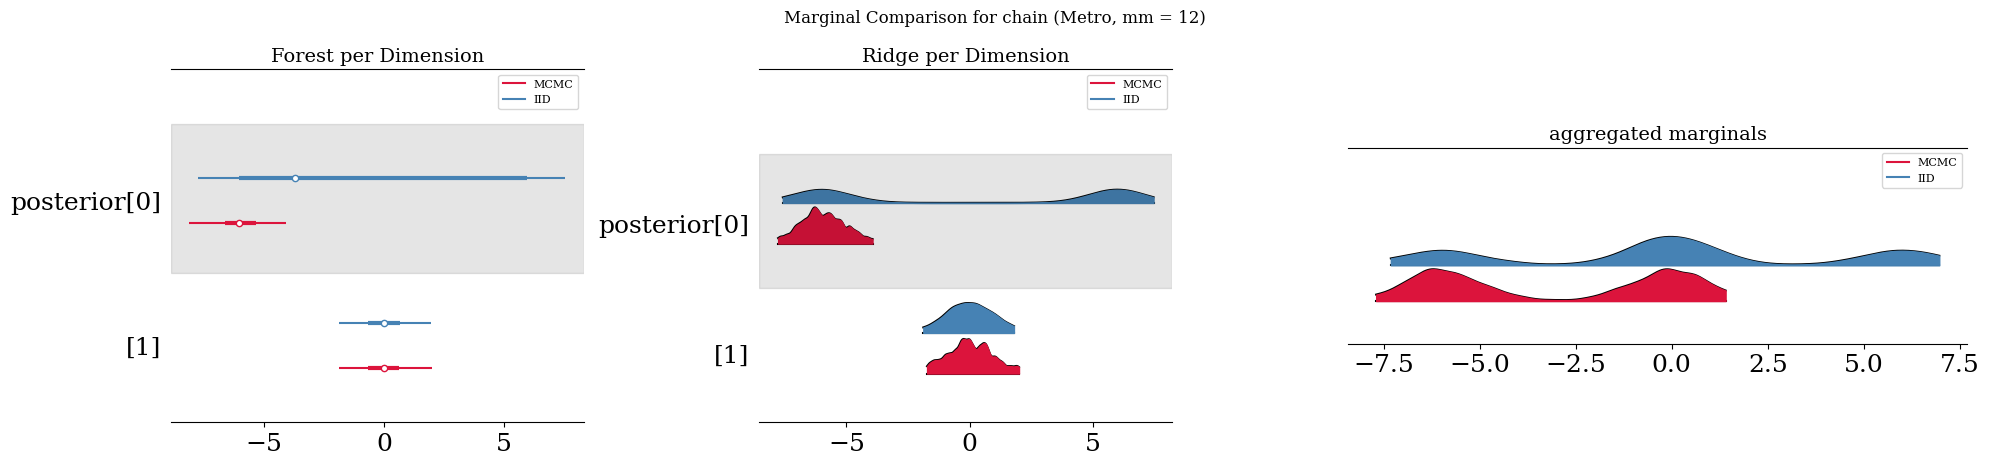 Marginal Comparison for chain (Metro, mm = 12)
Forest per Dimension
MCMC
IID
posterior[0]
[1]
−5 0 5
Ridge per Dimension
MCMC
IID
posterior[0]
[1]
−5 0 5
aggregated marginals
MCMC
IID
−7.5 −5.0 −2.5 0.0 2.5 5.0 7.5